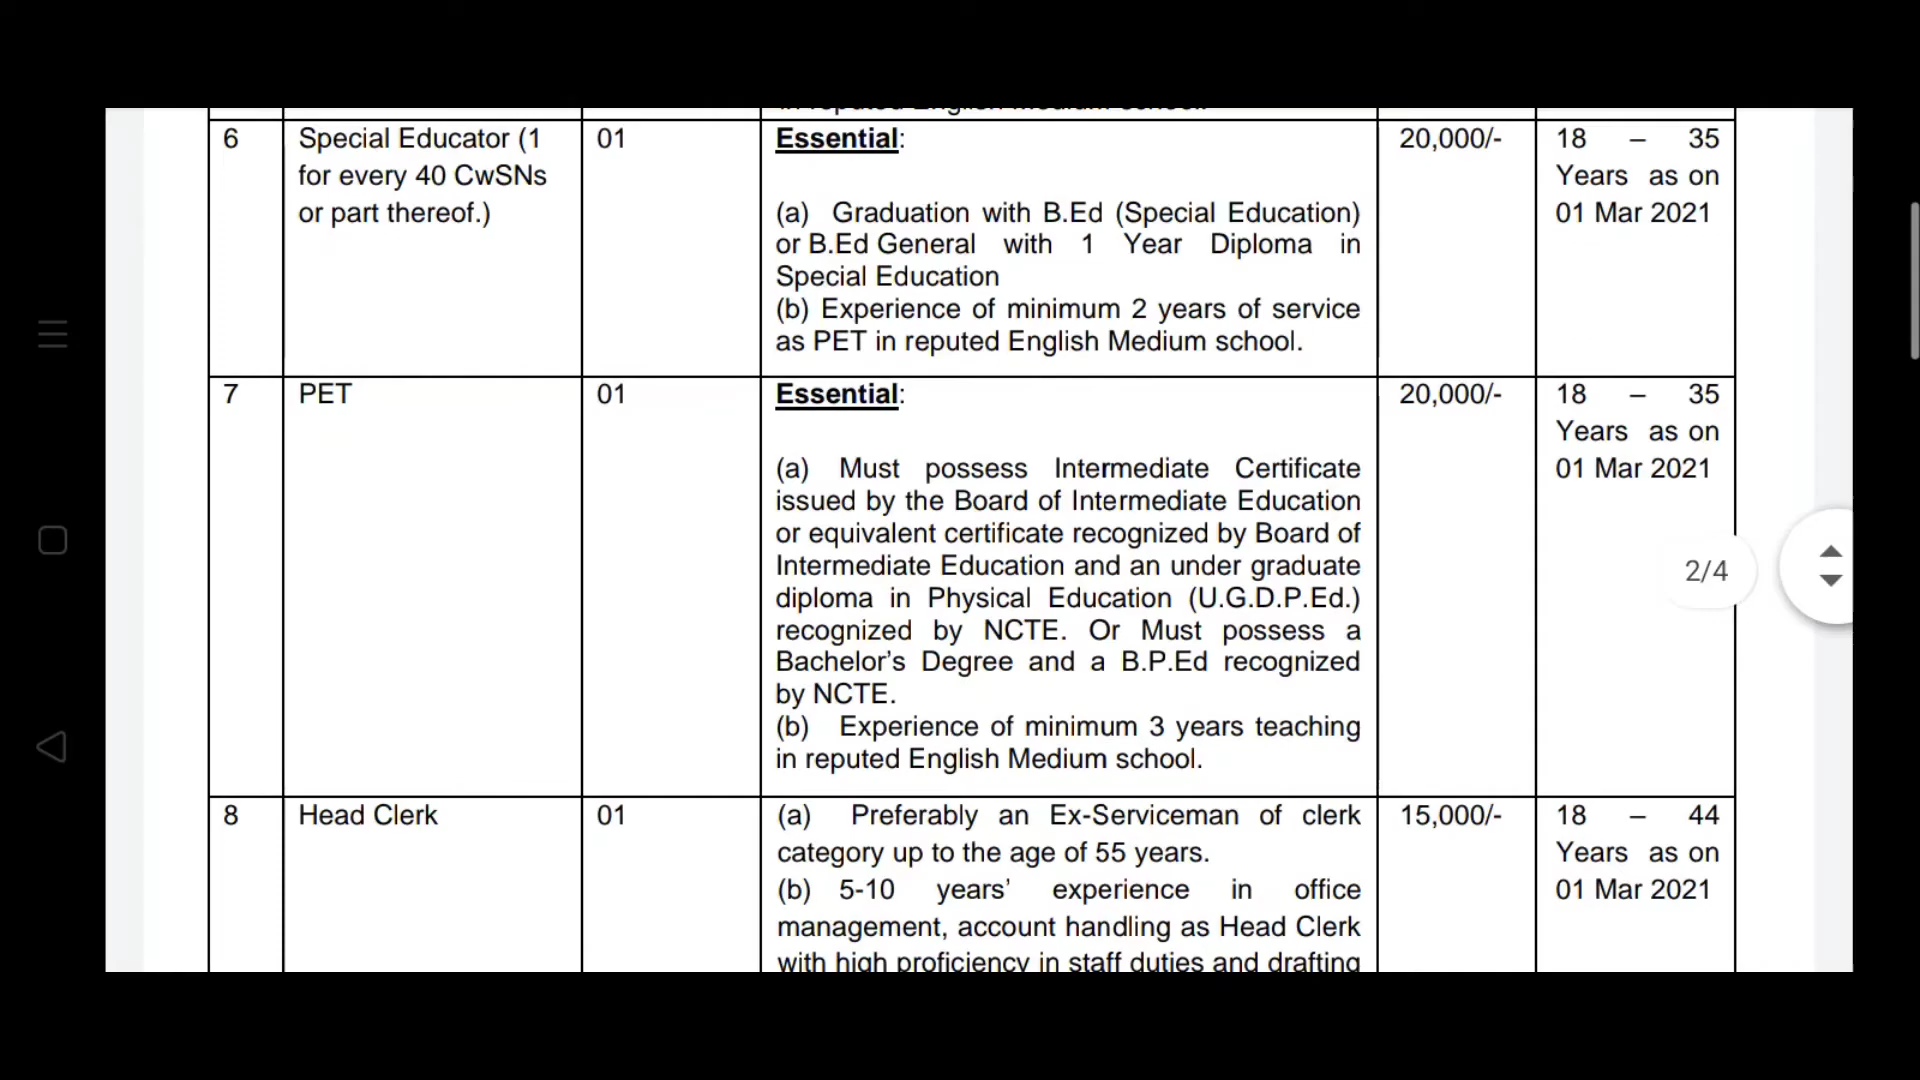 6 Special Educator (1 01 Essential: 20,000/- 18 – 35
for every 40 CwSNs Years as on
or part thereof.) (a) Graduation with B.Ed (Special Education) 01 Mar 2021
or B.Ed General with 1 Year Diploma in
Special Education
(b) Experience of minimum 2 years of service
as PET in reputed English Medium school.
7 PET 01 Essential: 20,000/- 18 – 35
Years as on
(a) Must possess Intermediate Certificate 01 Mar 2021
issued by the Board of Intermediate Education
or equivalent certificate recognized by Board of
Intermediate Education and an under graduate
diploma in Physical Education (U.G.D.P.Ed.)
recognized by NCTE. Or Must possess a
Bachelor’s Degree and a B.P.Ed recognized
by NCTE.
(b) Experience of minimum 3 years teaching
in reputed English Medium school.
2/4
8 Head Clerk 01 (a) Preferably an Ex-Serviceman of clerk 15,000/- 18 – 44
category up to the age of 55 years. Years as on
(b) 5-10 years’ experience in office 01 Mar 2021
management, account handling as Head Clerk
with high proficiency in staff duties and drafting